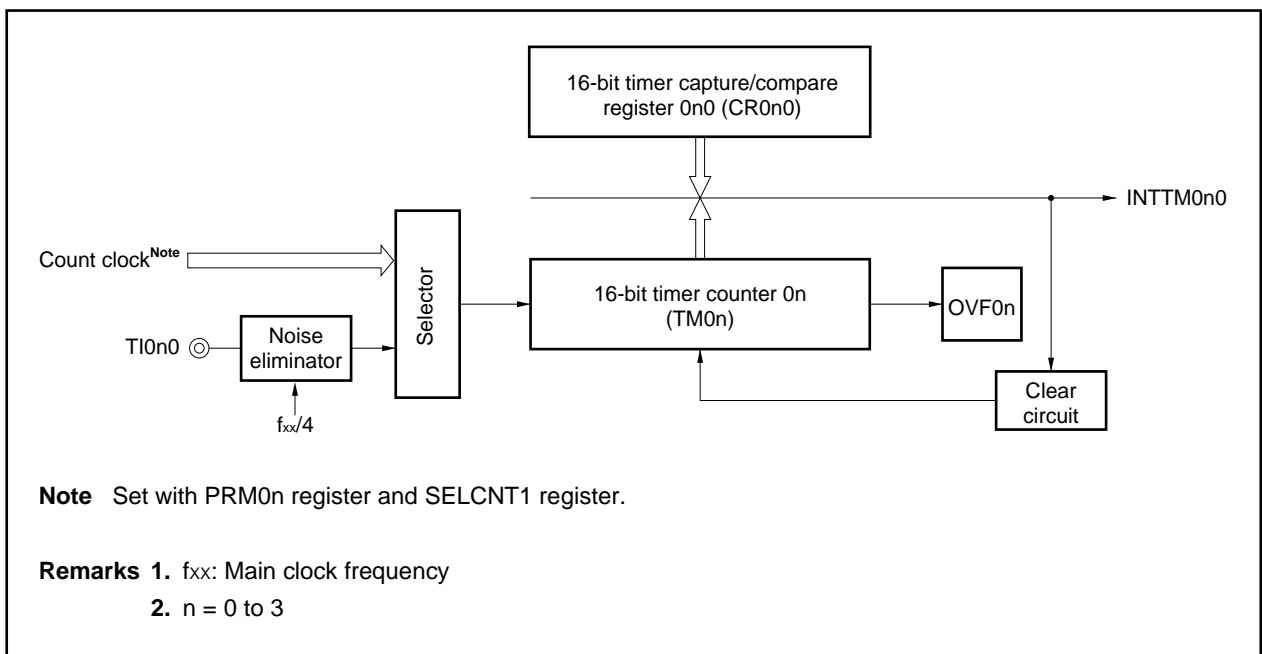 16-bit timer capture/compare
register 0n0 (CR0n0)
INTTM0n0
Count clockNote
Selector
16-bit timer counter 0n
(TM0n)
OVF0n
TI0n0
Noise
eliminator
fxx/4
Clear
circuit
Note Set with PRM0n register and SELCNT1 register.
Remarks 1. fxx: Main clock frequency
2. n = 0 to 3